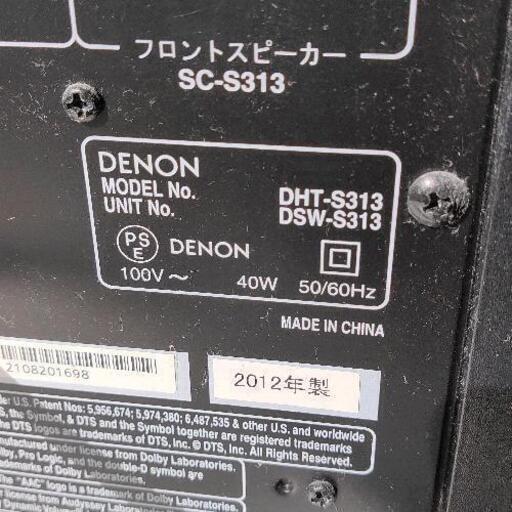 フロントスピーカー
SC-S313
DENON
MODEL No. DHT-S313
UNIT No. DSW-S313
PS E DENON
100V～ 40W 50/60Hz
MADE IN CHINA
2108201698
2012年製
U.S. Patent Nos: 5,956,674; 5,974,380; 6,487,535 & other U.S. and worldwide
the Symbol, & DTS and the Symbol together are registered trademarks
DTS logos are trademarks of DTS, Inc. © DTS, Inc. All Rights Reserved.
manufactured under license from Dolby Laboratories.
Dolby, Pro Logic, and the double-D symbol are
trademarks of Dolby Laboratories.
The "AAC" logo is a trademark of Dolby Laboratories.
license from Audyssey Laboratories
Dynamic